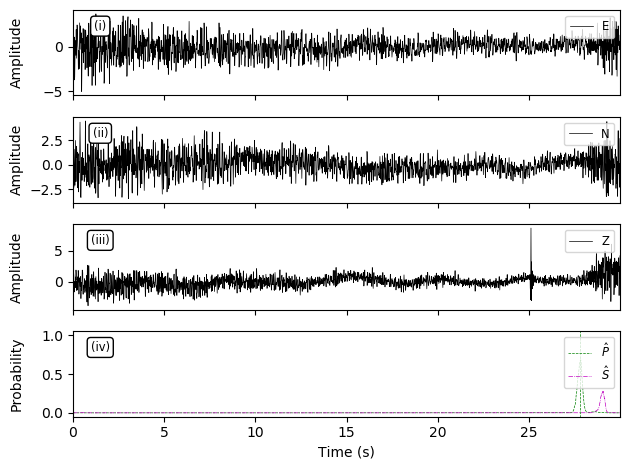 Amplitude
0
−5
(i)
E
Amplitude
2.5
0.0
−2.5
(ii)
N
Amplitude
5
0
(iii)
Z
Probability
1.0
0.5
0.0
(iv)
P̂
Ŝ
0 5 10 15 20 25
Time (s)